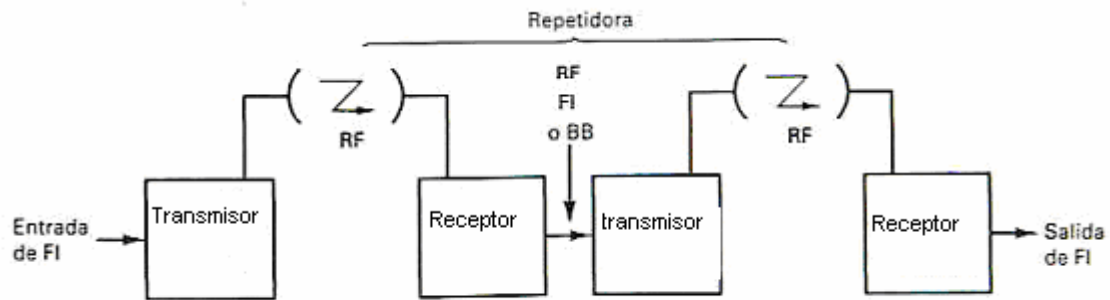 Repetidora
RF
FI
o BB
RF
RF
Transmisor
Receptor
transmisor
Receptor
Entrada
de FI
Salida
de FI